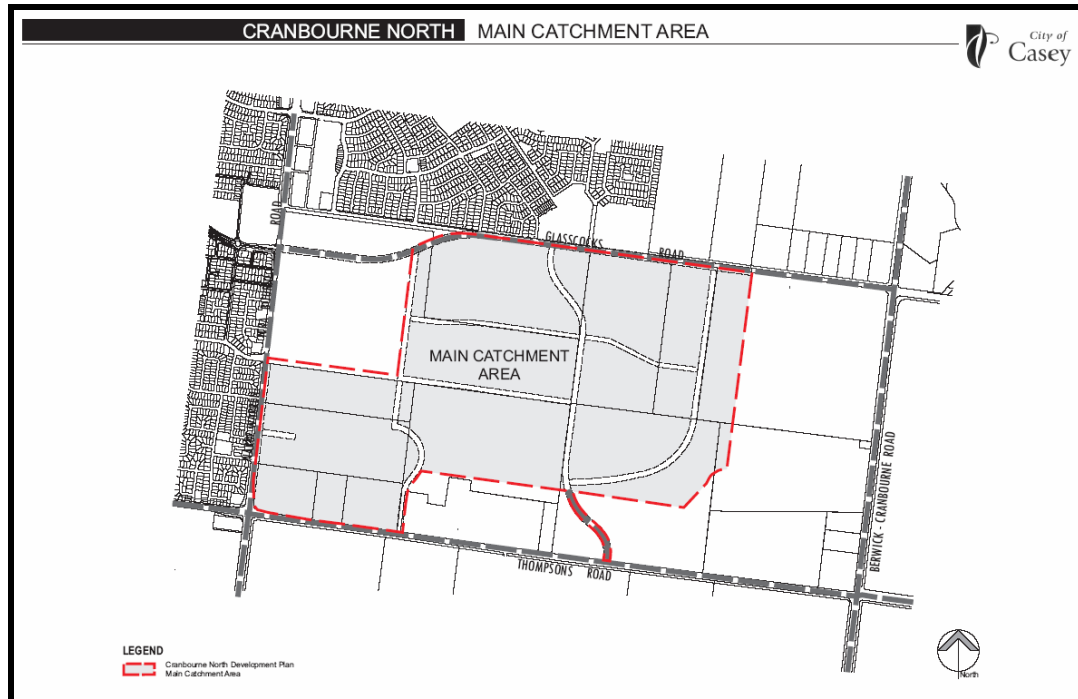 CRANBOURNE NORTH MAIN CATCHMENT AREA
City of
Casey
ROAD
GLASSCOCKS ROAD
MAIN CATCHMENT
AREA
BERWICK - CRANBOURNE ROAD
THOMPSONS ROAD
LEGEND
Cranbourne North Development Plan
Main Catchment Area
North